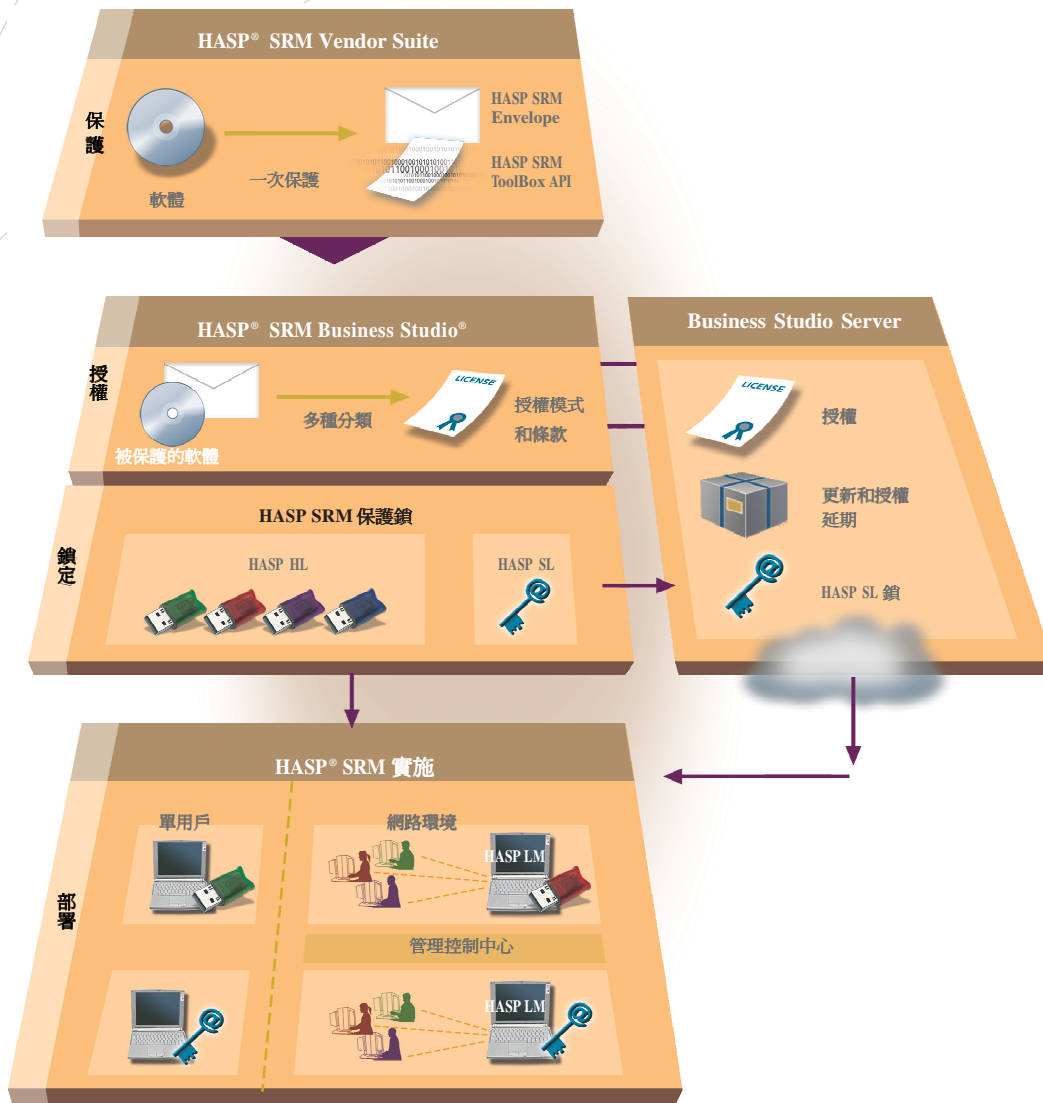 HASP® SRM Vendor Suite
保護
軟體
一次保護
HASP SRM
Envelope
HASP SRM
ToolBox API
HASP® SRM Business Studio®
授權
被保護的軟體
多種分類
LICENSE
授權模式
和條款
Business Studio Server
LICENSE
授權
更新和授權
延期
HASP SL 鎖
鎖定
HASP SRM 保護鎖
HASP HL
HASP SL
HASP® SRM 實施
部署
單用戶
網路環境
HASP LM
管理控制中心
HASP LM